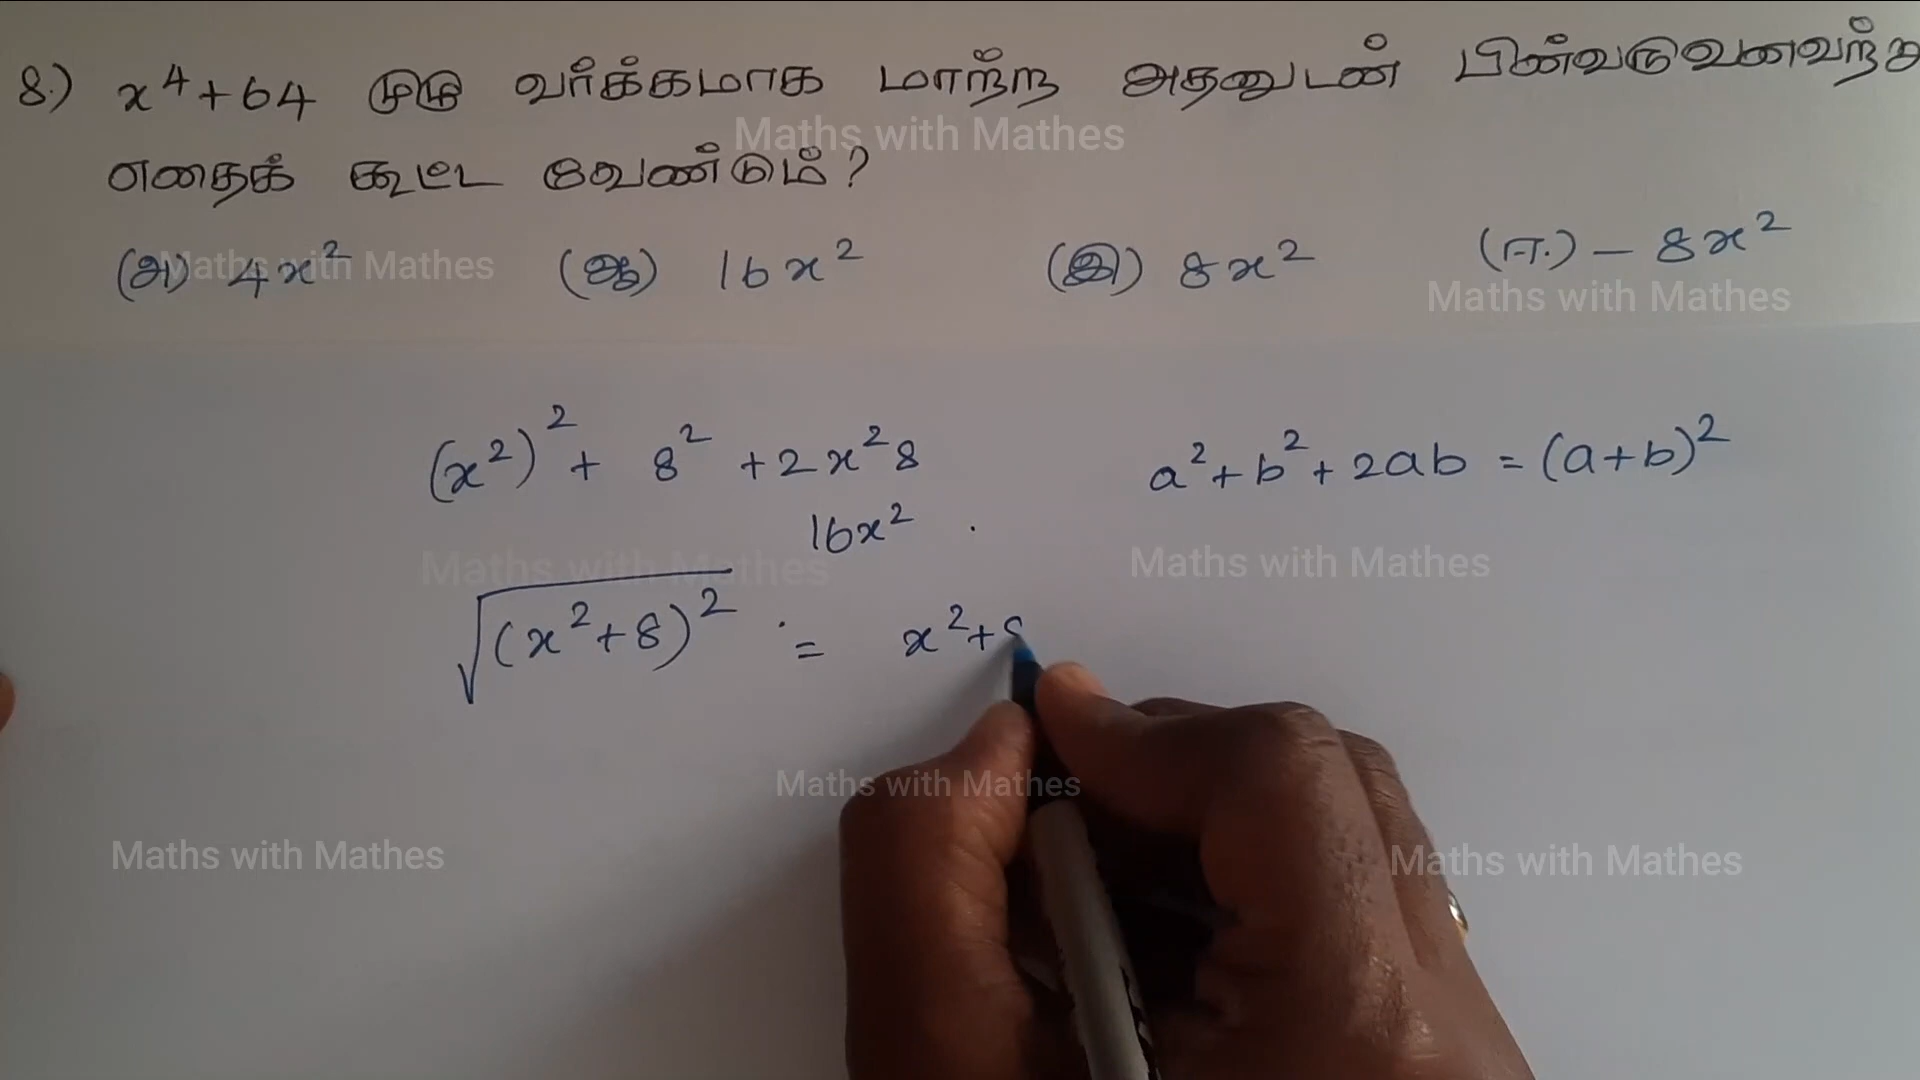 8.) x⁴+64 முழு வர்க்கமாக மாற்ற அதனுடன் பின்வருவனவற்று
எதைக் கூட்ட வேண்டும்?
Maths with Mathes
(அ) 4x² (ஆ) 16x² (இ) 8x² (ஈ.) – 8x²
Maths with Mathes
Maths with Mathes
(x²)² + 8² + 2x²8 a²+b²+2ab = (a+b)²
16x² .
Maths with Mathes Maths with Mathes
√(x²+8)² = x²+8
Maths with Mathes
Maths with Mathes Maths with Mathes